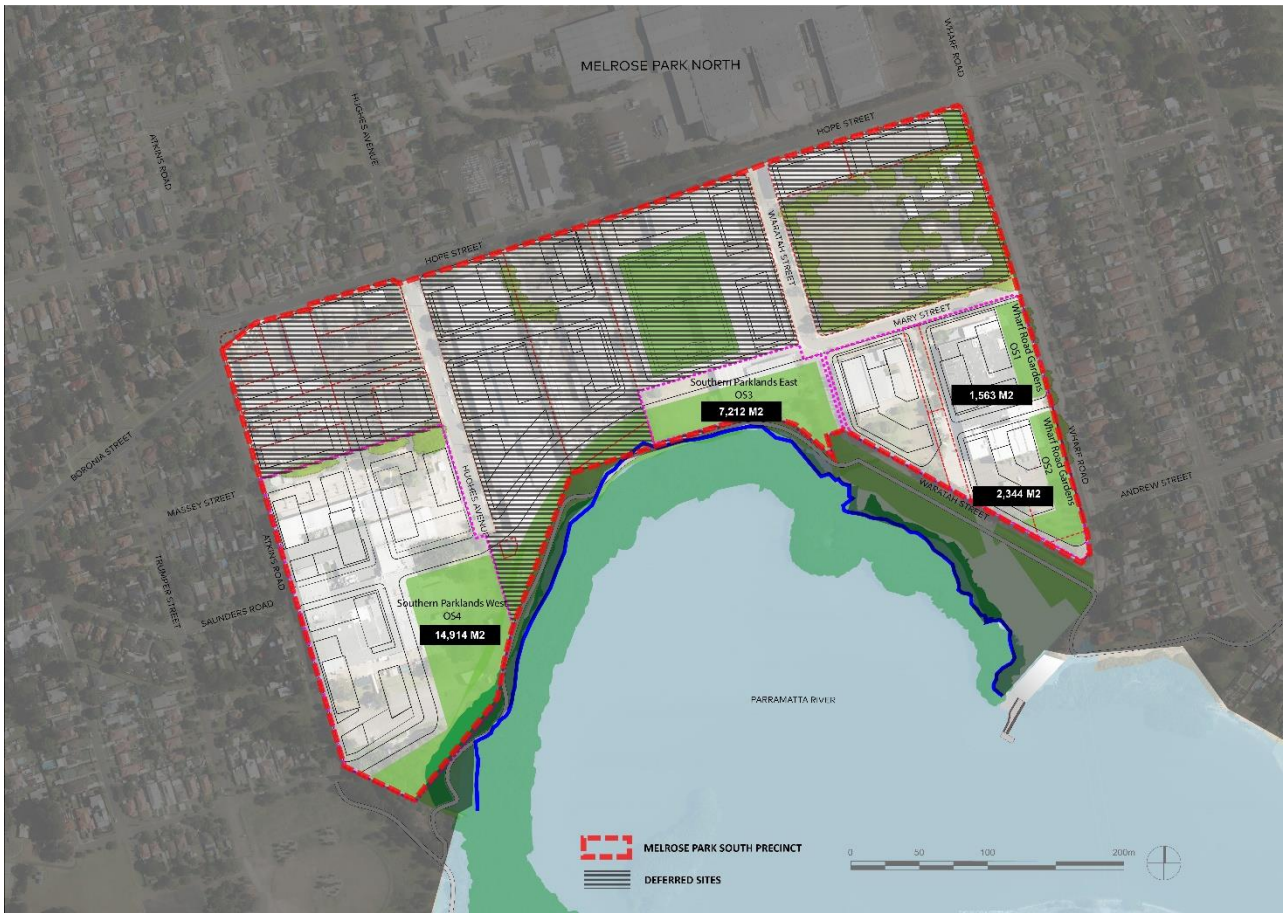 MELROSE PARK NORTH
WHARF ROAD
HUGHES AVENUE
ATKINS ROAD
HOPE STREET
WARATAH STREET
HOPE STREET
MARY STREET
Wharf Road Gardens
OS1
1,563 M2
Southern Parklands East
OS3
7,212 M2
WHARF ROAD
Wharf Road Gardens
OS2
2,344 M2
BORONIA STREET
MASSEY STREET
HUGHES AVENUE
WARATAH STREET
ANDREW STREET
ATKINS ROAD
TRUMPER STREET
SAUNDERS ROAD
Southern Parklands West
OS4
14,914 M2
PARRAMATTA RIVER
MELROSE PARK SOUTH PRECINCT
DEFERRED SITES
0 50 100 200m